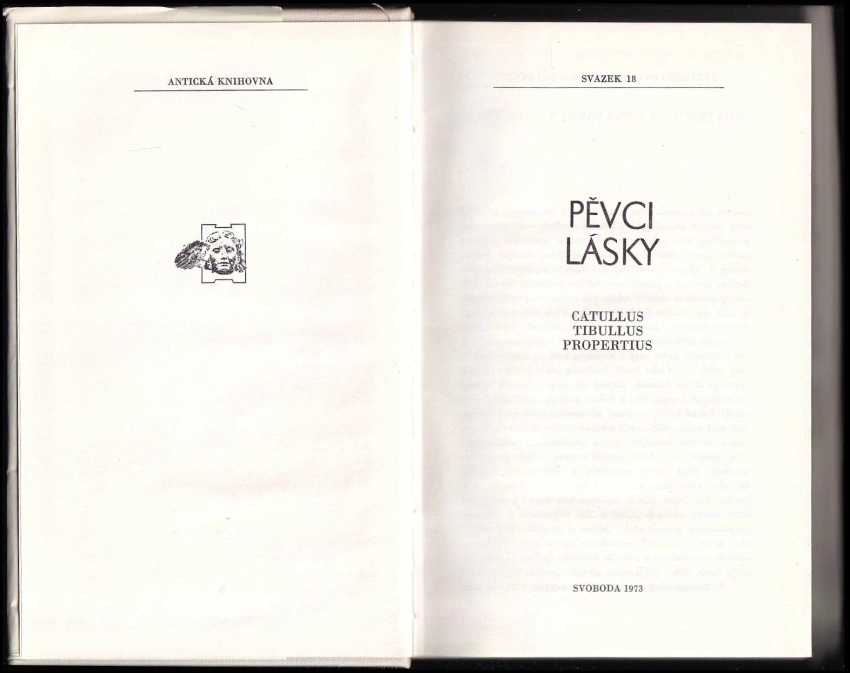 ANTICKÁ KNIHOVNA
SVAZEK 18
PĚVCI
LÁSKY
CATULLUS
TIBULLUS
PROPERTIUS
SVOBODA 1973